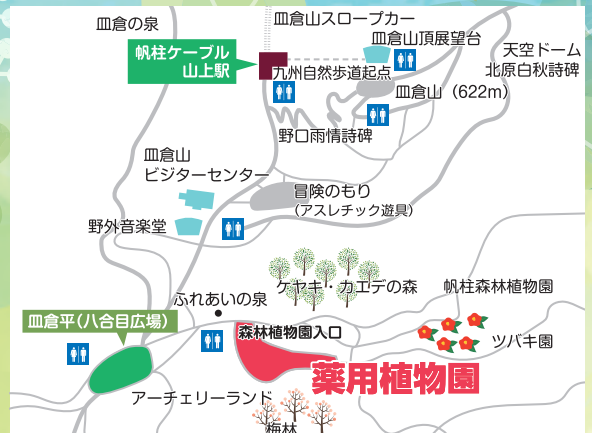 皿倉の泉
皿倉山スロープカー
皿倉山頂展望台
帆柱ケーブル
山上駅
天空ドーム
北原白秋詩碑
九州自然歩道起点
皿倉山（622m）
野口雨情詩碑
皿倉山
ビジターセンター
冒険のもり
（アスレチック遊具）
野外音楽堂
ケヤキ・カエデの森
帆柱森林植物園
ふれあいの泉
皿倉平（八合目広場）
森林植物園入口
ツバキ園
薬用植物園
アーチェリーランド
梅林